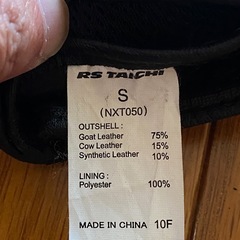 RS TAICHI
S
(NXT050)
OUTSHELL :
Goat Leather 75%
Cow Leather 15%
Synthetic Leather 10%
LINING :
Polyester 100%
MADE IN CHINA 10F